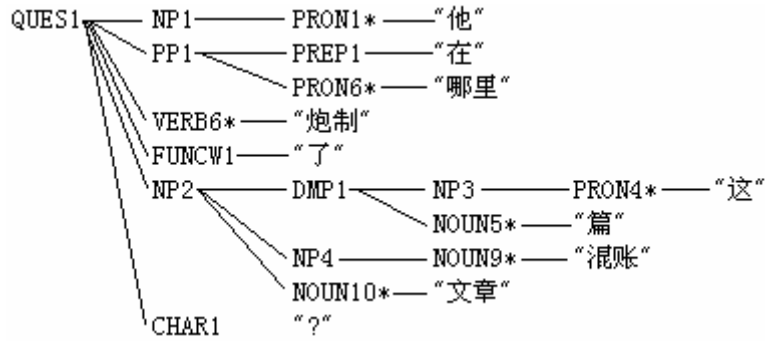 QUES1 NP1 PRON1* "他"
PP1 PREP1 "在"
PRON6* "哪里"
VERB6* "炮制"
FUNCW1 "了"
NP2 DMP1 NP3 PRON4* "这"
NOUN5* "篇"
NP4 NOUN9* "混账"
NOUN10* "文章"
CHAR1 "?"